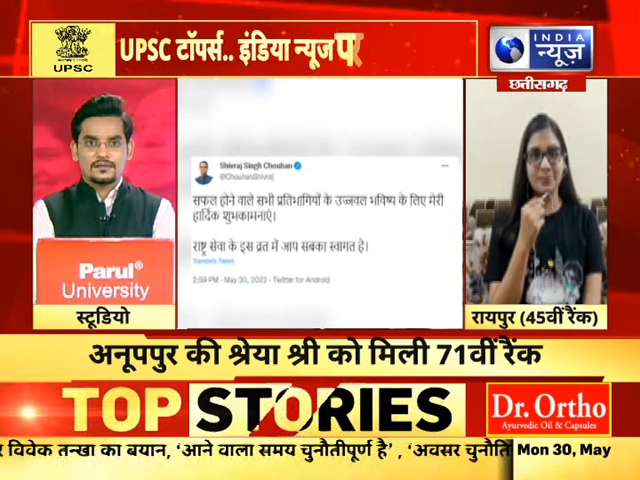 UPSC
UPSC टॉपर्स.. इंडिया न्यूज
INDIA
न्यूज़
छत्तीसगढ़
Shivraj Singh Chouhan
@ChouhanShivraj
सफल होने वाले सभी प्रतिभागियों के उज्जवल भविष्य के लिए मेरी
हार्दिक शुभकामनाएं।
राष्ट्र सेवा के इस व्रत में आप सबका स्वागत है।
Translate Tweet
2:59 PM - May 30, 2022 - Twitter for Android
Parul®
University
स्टूडियो
रायपुर (45वीं रैंक)
अनूपपुर की श्रेया श्री को मिली 71वीं रैंक
TOP STORIES
Dr. Ortho
Ayurvedic Oil & Capsules
र विवेक तन्खा का बयान, ‘आने वाला समय चुनौतीपूर्ण है’ , ‘अवसर चुनौति
Mon 30, May